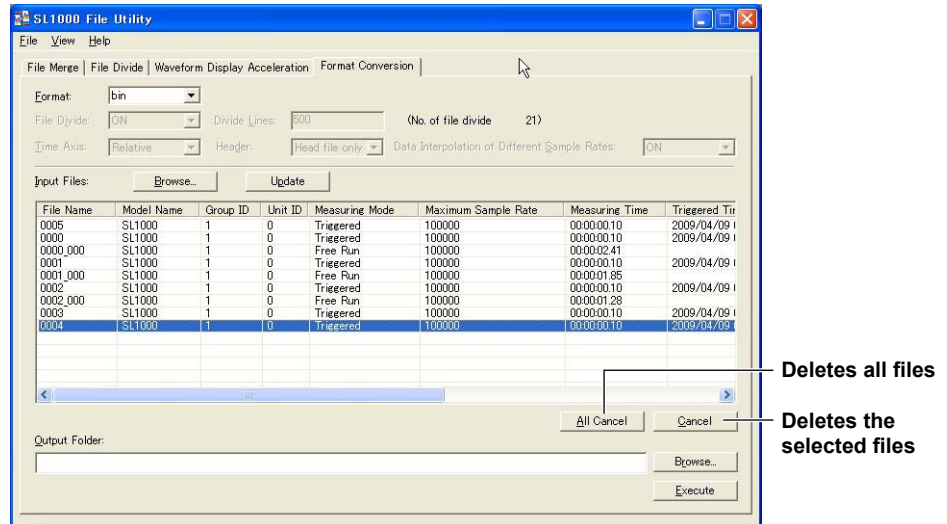 SL1000 File Utility
File View Help
File Merge File Divide Waveform Display Acceleration Format Conversion
Format: bin
File Divide: ON Divide Lines: 500 (No. of file divide 21)
Time Axis: Relative Header: Head file only Data Interpolation of Different Sample Rates: ON
Input Files: Browse... Update
File Name Model Name Group ID Unit ID Measuring Mode Maximum Sample Rate Measuring Time Triggered Tir
0005 SL1000 1 0 Triggered 100000 00:00:00.10 2009/04/09
0000 SL1000 1 0 Triggered 100000 00:00:00.10 2009/04/09
0000_000 SL1000 1 0 Free Run 100000 00:00:02.41
0001 SL1000 1 0 Triggered 100000 00:00:00.10 2009/04/09
0001_000 SL1000 1 0 Free Run 100000 00:00:01.85
0002 SL1000 1 0 Triggered 100000 00:00:00.10 2009/04/09
0002_000 SL1000 1 0 Free Run 100000 00:00:01.28
0003 SL1000 1 0 Triggered 100000 00:00:00.10 2009/04/09
0004 SL1000 1 0 Triggered 100000 00:00:00.10 2009/04/09
Deletes all files
All Cancel Cancel
Deletes the
selected files
Output Folder:
Browse...
Execute